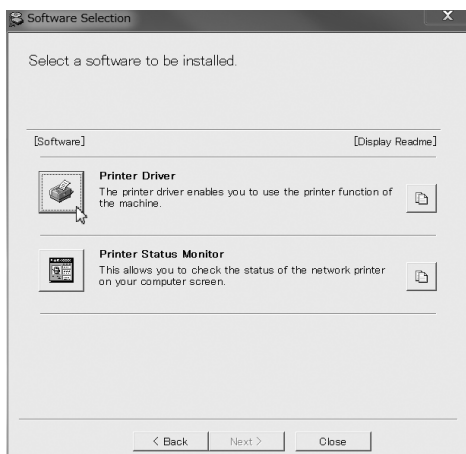 Software Selection
X
Select a software to be installed.
[Software] [Display Readme]
Printer Driver
The printer driver enables you to use the printer function of
the machine.
Printer Status Monitor
This allows you to check the status of the network printer
on your computer screen.
< Back Next > Close